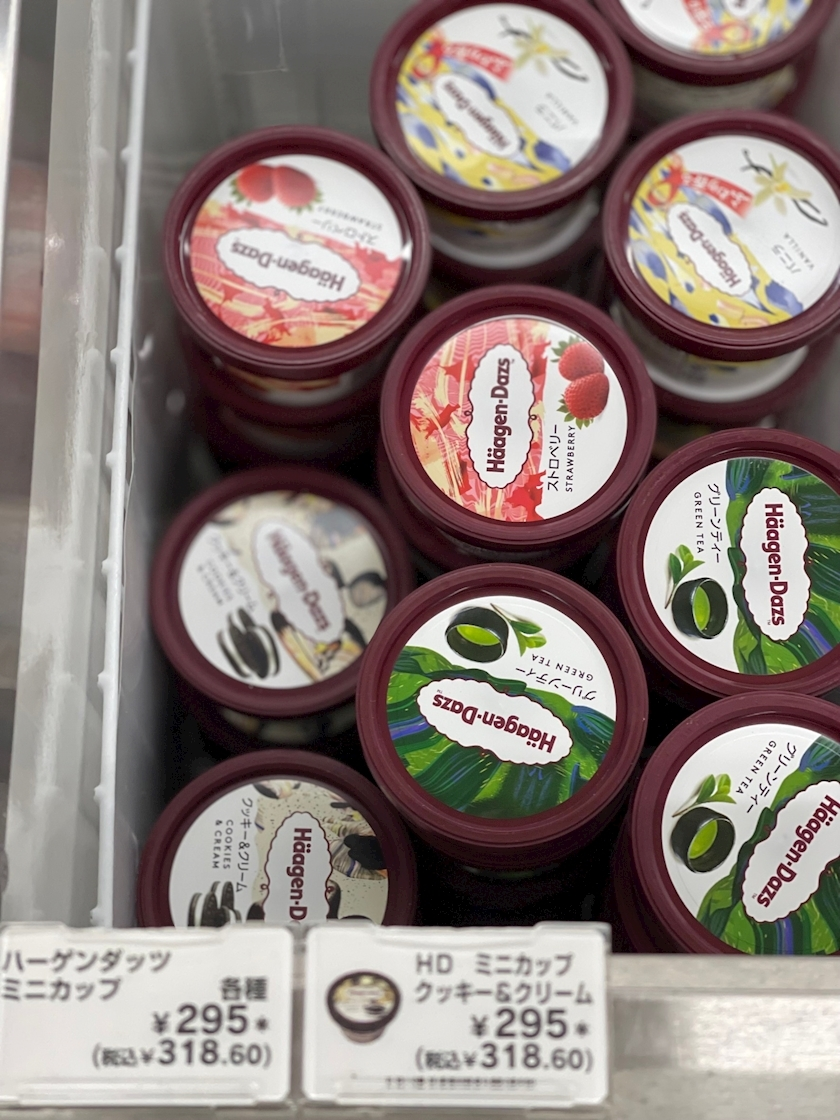 バニラ
VANILLA
Häagen-Dazs
ストロベリー
STRAWBERRY
Häagen-Dazs
バニラ
VANILLA
Häagen-Dazs
Häagen-Dazs
ストロベリー
STRAWBERRY
グリーンティー
GREEN TEA
Häagen-Dazs
Häagen-Dazs
グリーンティー
GREEN TEA
Häagen-Dazs
グリーンティー
GREEN TEA
Häagen-Dazs
クッキー&クリーム
COOKIES
& CREAM
Häagen-D
ハーゲンダッツ
ミニカップ 各種
¥295*
(税込¥318.60)
HD ミニカップ
クッキー&クリーム
¥295*
(税込¥318.60)